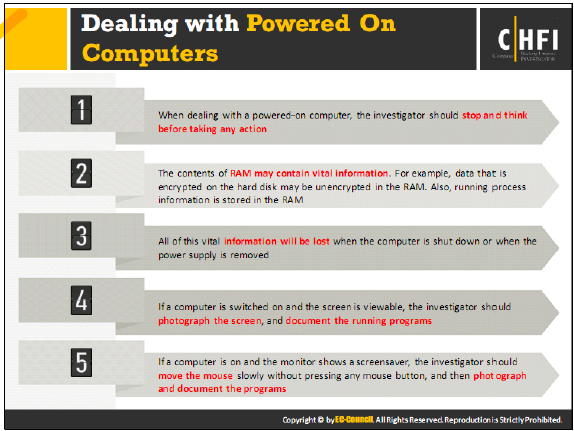 Dealing with Powered On
Computers
CHFI
Computer
Hacking Forensic
INVESTIGATOR
1
When dealing with a powered-on computer, the investigator should stop and think
before taking any action
2
The contents of RAM may contain vital information. For example, data that is
encrypted on the hard disk may be unencrypted in the RAM. Also, running process
information is stored in the RAM
3
All of this vital information will be lost when the computer is shut down or when the
power supply is removed
4
If a computer is switched on and the screen is viewable, the investigator should
photograph the screen, and document the running programs
5
If a computer is on and the monitor shows a screensaver, the investigator should
move the mouse slowly without pressing any mouse button, and then photograph
and document the programs
Copyright © by EC-Council. All Rights Reserved. Reproduction is Strictly Prohibited.